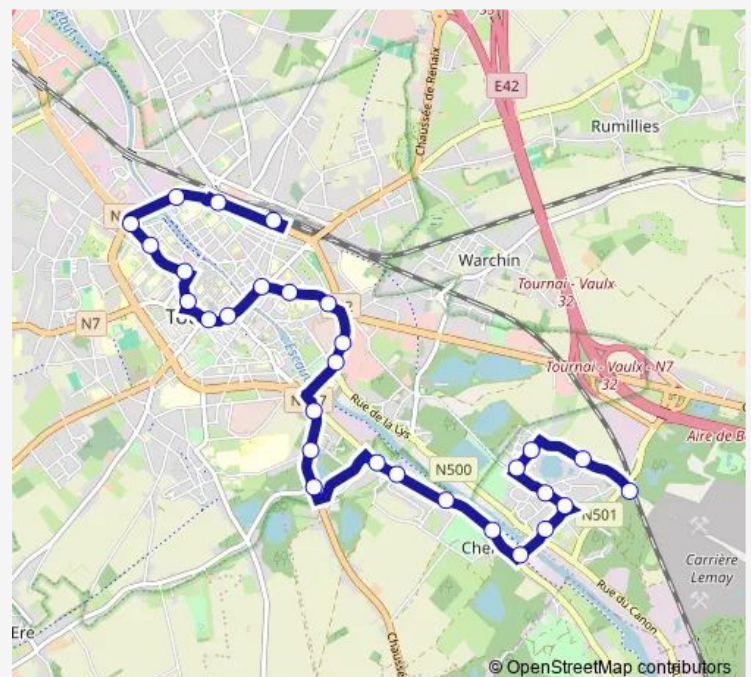 E42
Chaussée de Renaix
Rumillies
Warchin
Tournai - Vaulx
32
N7
Tournai - Vaulx - N7
32
Rue de la Lys
Aire de B
N500
N501
Carrière
Lemay
Rue du Canon
Ere
Chaussé
© OpenStreetMap contributors